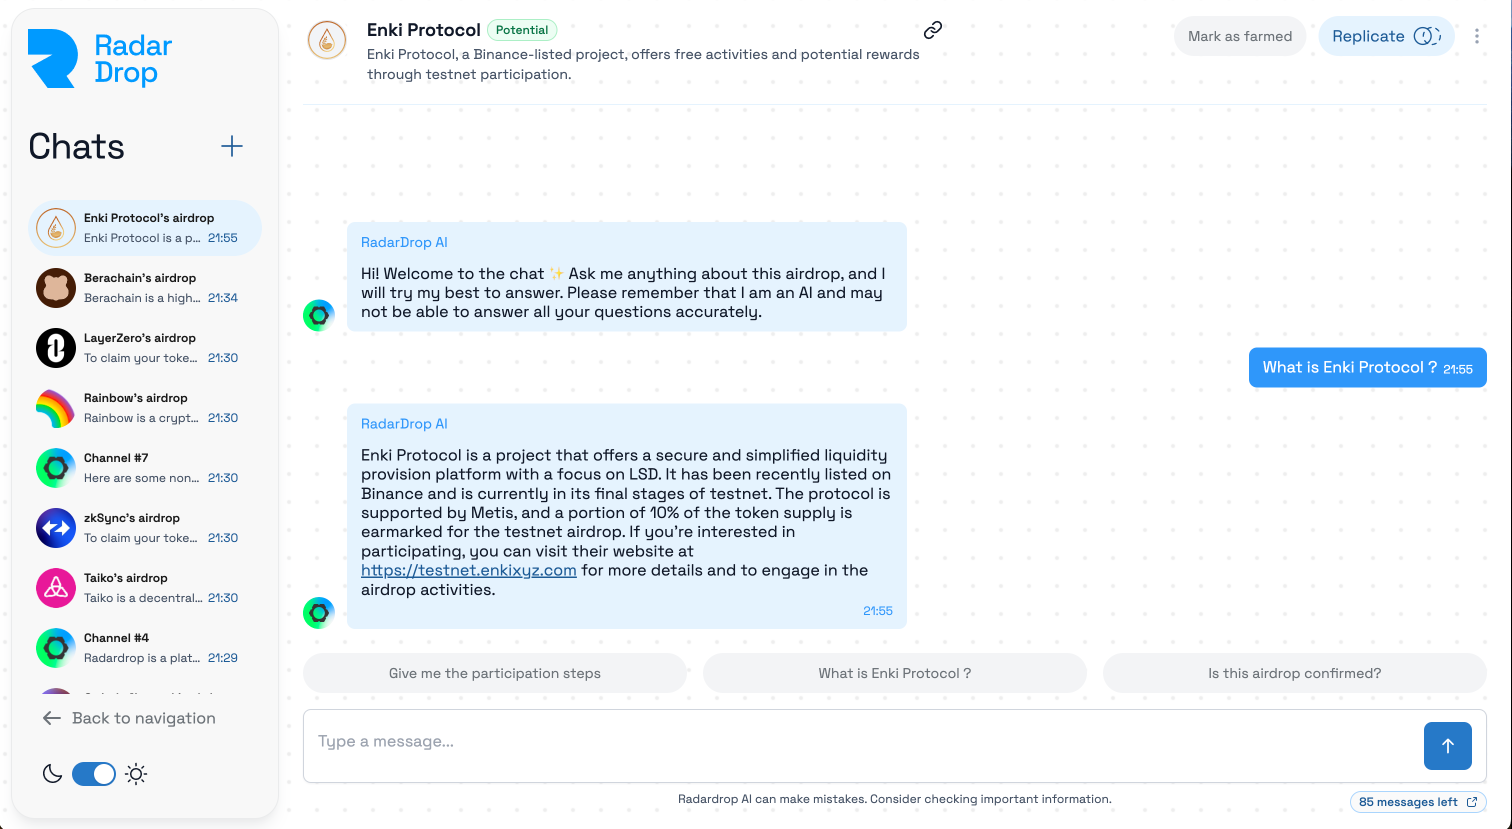 Radar
Drop
Chats
Enki Protocol's airdrop
Enki Protocol is a p... 21:55
Berachain's airdrop
Berachain is a high... 21:34
LayerZero's airdrop
To claim your toke... 21:30
Rainbow's airdrop
Rainbow is a crypt... 21:30
Channel #7
Here are some non... 21:30
zkSync's airdrop
To claim your toke... 21:30
Taiko's airdrop
Taiko is a decentral... 21:30
Channel #4
Radardrop is a plat... 21:29
Back to navigation
Enki Protocol Potential
Enki Protocol, a Binance-listed project, offers free activities and potential rewards
through testnet participation.
Mark as farmed
Replicate
RadarDrop AI
Hi! Welcome to the chat ✨ Ask me anything about this airdrop, and I
will try my best to answer. Please remember that I am an AI and may
not be able to answer all your questions accurately.
What is Enki Protocol ? 21:55
RadarDrop AI
Enki Protocol is a project that offers a secure and simplified liquidity
provision platform with a focus on LSD. It has been recently listed on
Binance and is currently in its final stages of testnet. The protocol is
supported by Metis, and a portion of 10% of the token supply is
earmarked for the testnet airdrop. If you're interested in
participating, you can visit their website at
https://testnet.enkixyz.com for more details and to engage in the
airdrop activities.
21:55
Give me the participation steps
What is Enki Protocol ?
Is this airdrop confirmed?
Type a message...
Radardrop AI can make mistakes. Consider checking important information.
85 messages left